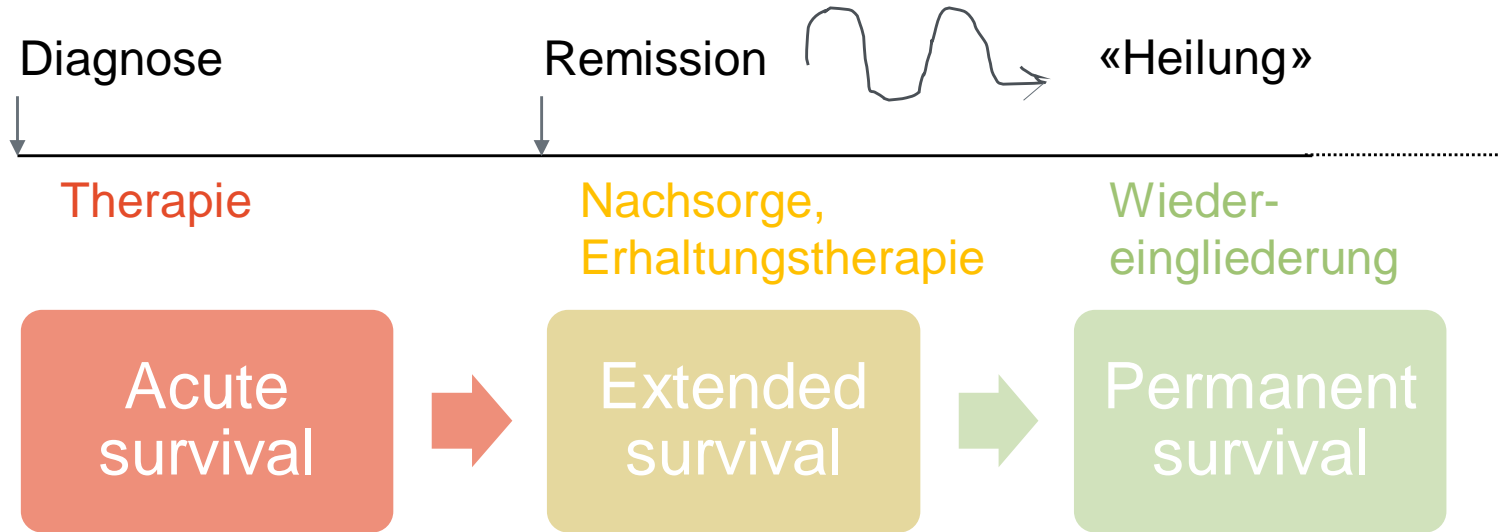 Diagnose
Remission
«Heilung»
Therapie
Nachsorge,
Erhaltungstherapie
Wieder-
eingliederung
Acute
survival
Extended
survival
Permanent
survival